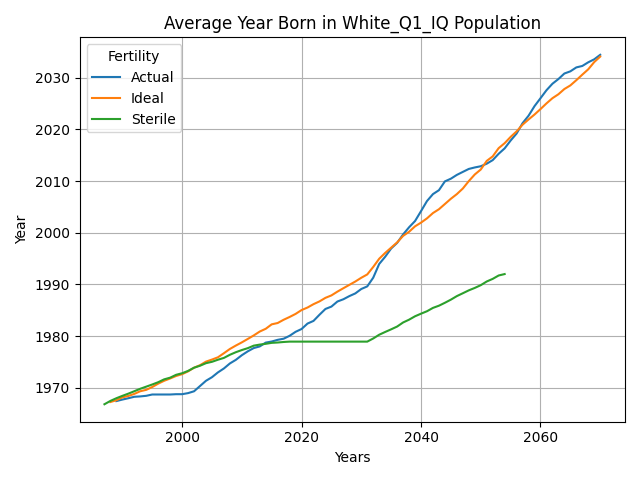 Average Year Born in White_Q1_IQ Population
Fertility
Actual
Ideal
Sterile
2030
2020
2010
2000
1990
1980
1970
Year
2000 2020 2040 2060
Years